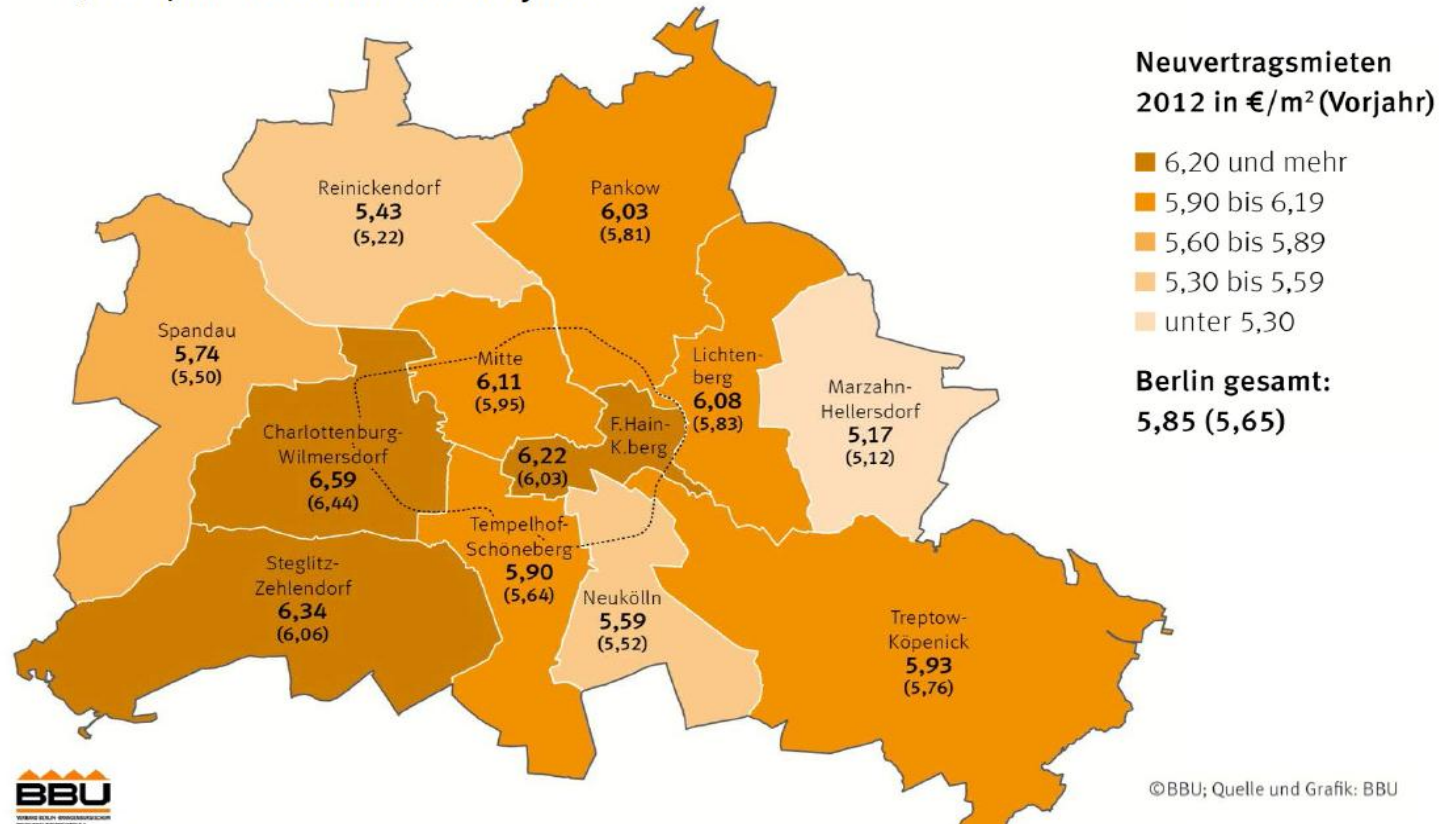 Neuvertragsmieten
2012 in €/m² (Vorjahr)
6,20 und mehr
5,90 bis 6,19
5,60 bis 5,89
5,30 bis 5,59
unter 5,30
Berlin gesamt:
5,85 (5,65)
Reinickendorf
5,43
(5,22)
Pankow
6,03
(5,81)
Spandau
5,74
(5,50)
Mitte
6,11
(5,95)
Lichten-
berg
6,08
(5,83)
Marzahn-
Hellersdorf
5,17
(5,12)
Charlottenburg-
Wilmersdorf
6,59
(6,44)
F.Hain-
K.berg
6,22
(6,03)
Tempelhof-
Schöneberg
5,90
(5,64)
Steglitz-
Zehlendorf
6,34
(6,06)
Neukölln
5,59
(5,52)
Treptow-
Köpenick
5,93
(5,76)
BBU
©BBU; Quelle und Grafik: BBU